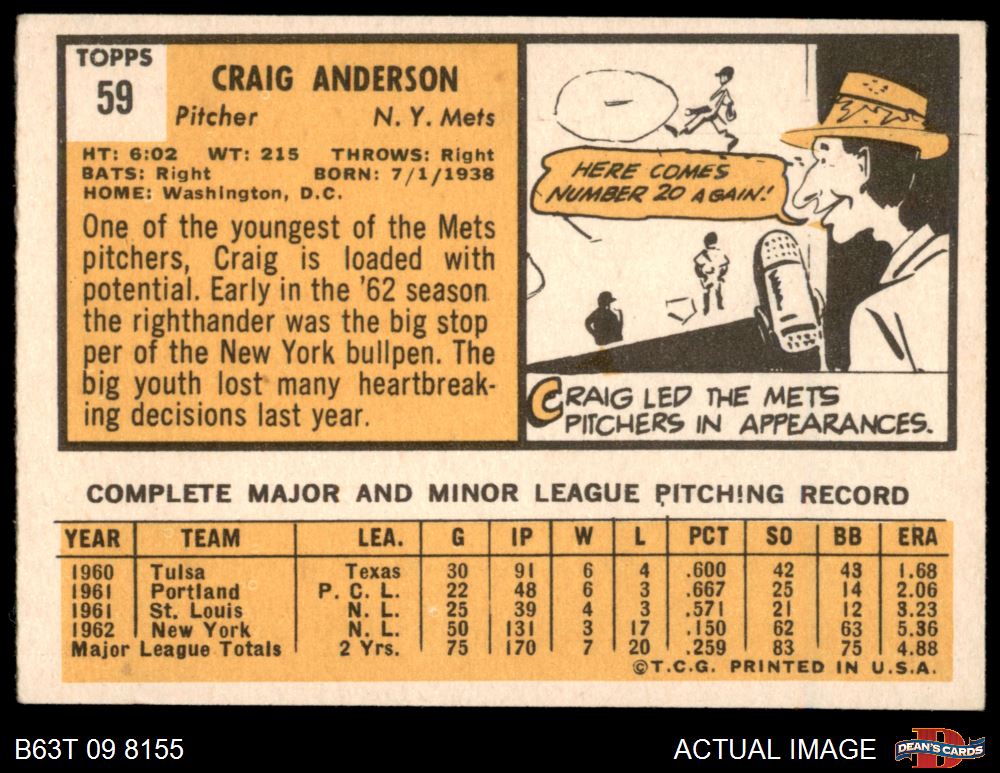 TOPPS
59
CRAIG ANDERSON
Pitcher N. Y. Mets
HT: 6:02 WT: 215 THROWS: Right
BATS: Right BORN: 7/1/1938
HOME: Washington, D.C.
One of the youngest of the Mets
pitchers, Craig is loaded with
potential. Early in the '62 season
the righthander was the big stop
per of the New York bullpen. The
big youth lost many heartbreak-
ing decisions last year.
HERE COMES
NUMBER 20 AGAIN!
CRAIG LED THE METS
PITCHERS IN APPEARANCES.
COMPLETE MAJOR AND MINOR LEAGUE PITCHING RECORD
YEAR TEAM LEA. G IP W L PCT SO BB ERA
1960 Tulsa Texas 30 91 6 4 .600 42 43 1.68
1961 Portland P. C. L. 22 48 6 3 .667 25 14 2.06
1961 St. Louis N. L. 25 39 4 3 .571 21 12 3.23
1962 New York N. L. 50 131 3 17 .150 62 63 5.36
Major League Totals 2 Yrs. 75 170 7 20 .259 83 75 4.88
©T.C.G. PRINTED IN U.S.A.
B63T 09 8155 ACTUAL IMAGE
D
DEAN'S CARDS